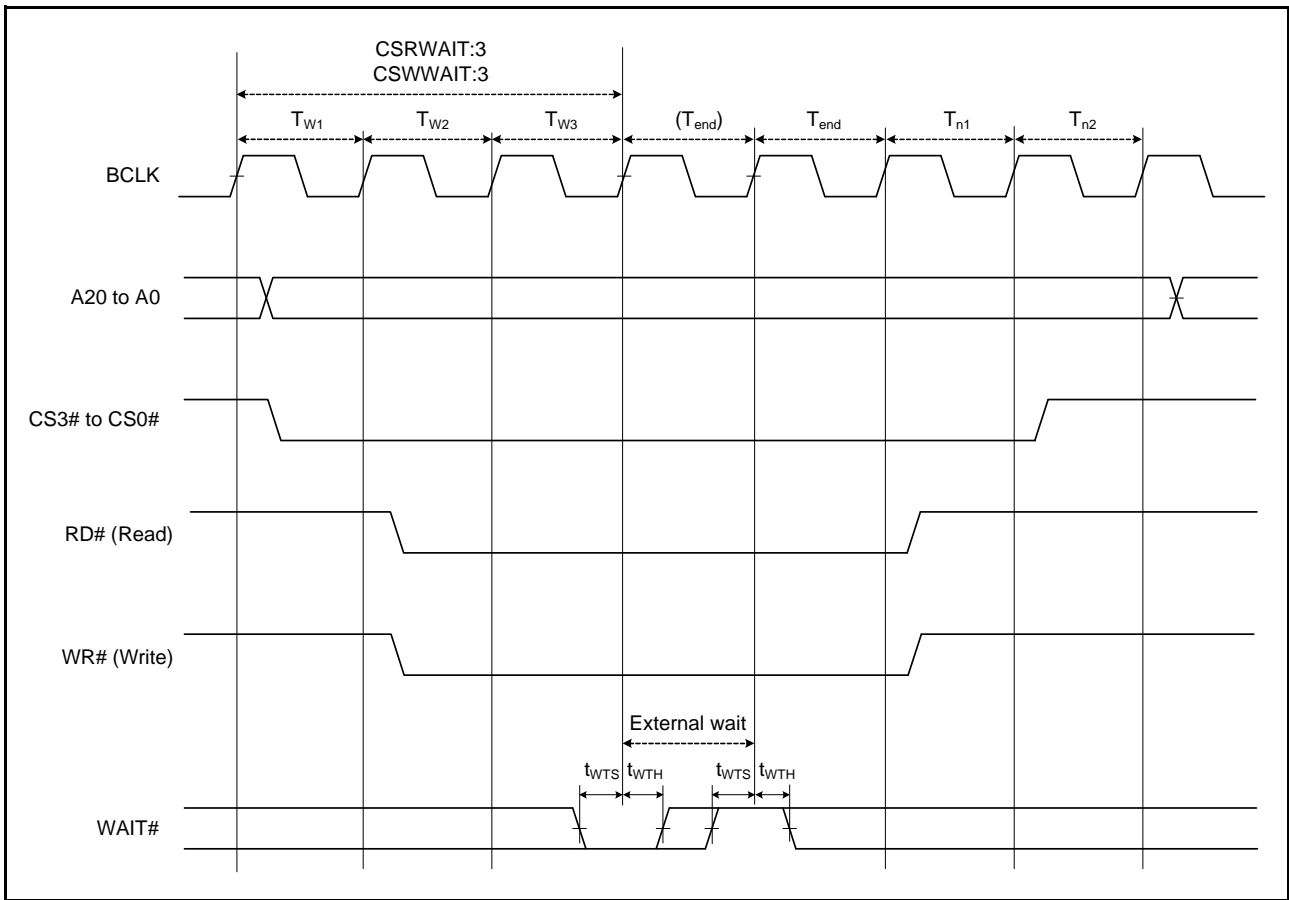 CSRWAIT:3
CSWWAIT:3
TW1 TW2 TW3 (Tend) Tend Tn1 Tn2
BCLK
A20 to A0
CS3# to CS0#
RD# (Read)
WR# (Write)
External wait
tWTS tWTH tWTS tWTH
WAIT#